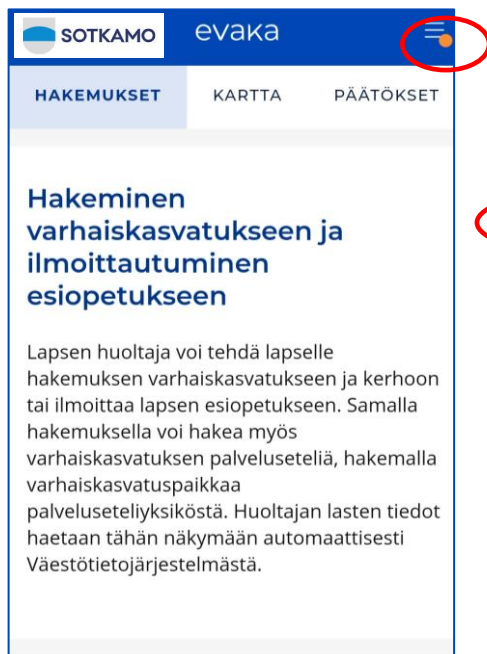 SOTKAMO evaka
HAKEMUKSET KARTTA PÄÄTÖKSET
Hakeminen
varhaiskasvatukseen ja
ilmoittautuminen
esiopetukseen
Lapsen huoltaja voi tehdä lapselle
hakemuksen varhaiskasvatukseen ja kerhoon
tai ilmoittaa lapsen esiopetukseen. Samalla
hakemuksella voi hakea myös
varhaiskasvatuksen palveluseteliä, hakemalla
varhaiskasvatuspaikkaa
palveluseteliyksiköstä. Huoltajan lasten tiedot
haetaan tähän näkymään automaattisesti
Väestötietojärjestelmästä.